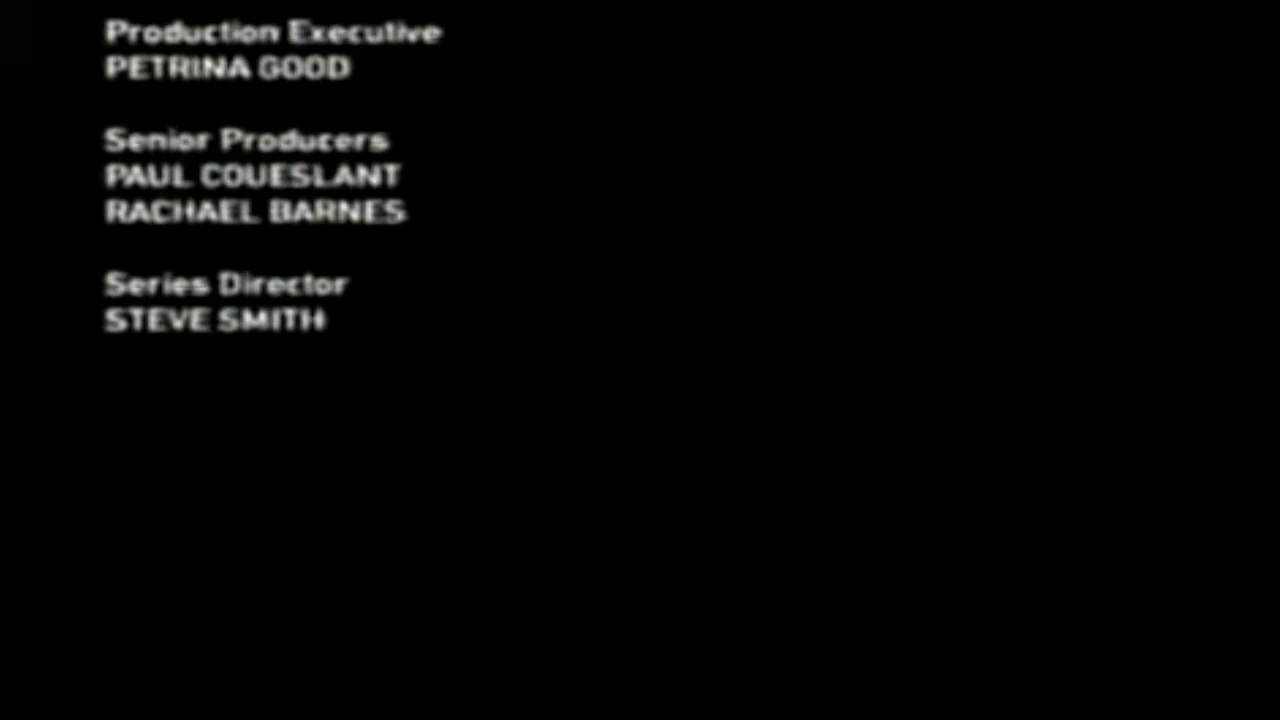 Production Executive
PETRINA GOOD
Senior Producers
PAUL COUESLANT
RACHAEL BARNES
Series Director
STEVE SMITH